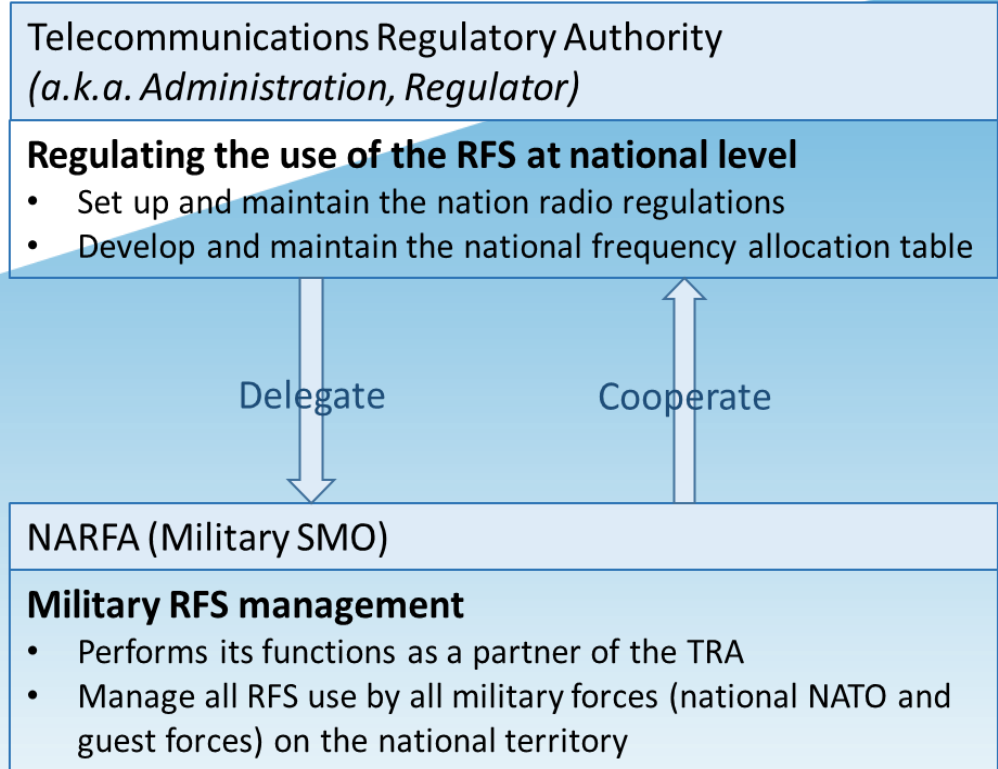 Telecommunications Regulatory Authority
(a.k.a. Administration, Regulator)
Regulating the use of the RFS at national level
• Set up and maintain the nation radio regulations
• Develop and maintain the national frequency allocation table
Delegate
Cooperate
NARFA (Military SMO)
Military RFS management
• Performs its functions as a partner of the TRA
• Manage all RFS use by all military forces (national NATO and
guest forces) on the national territory